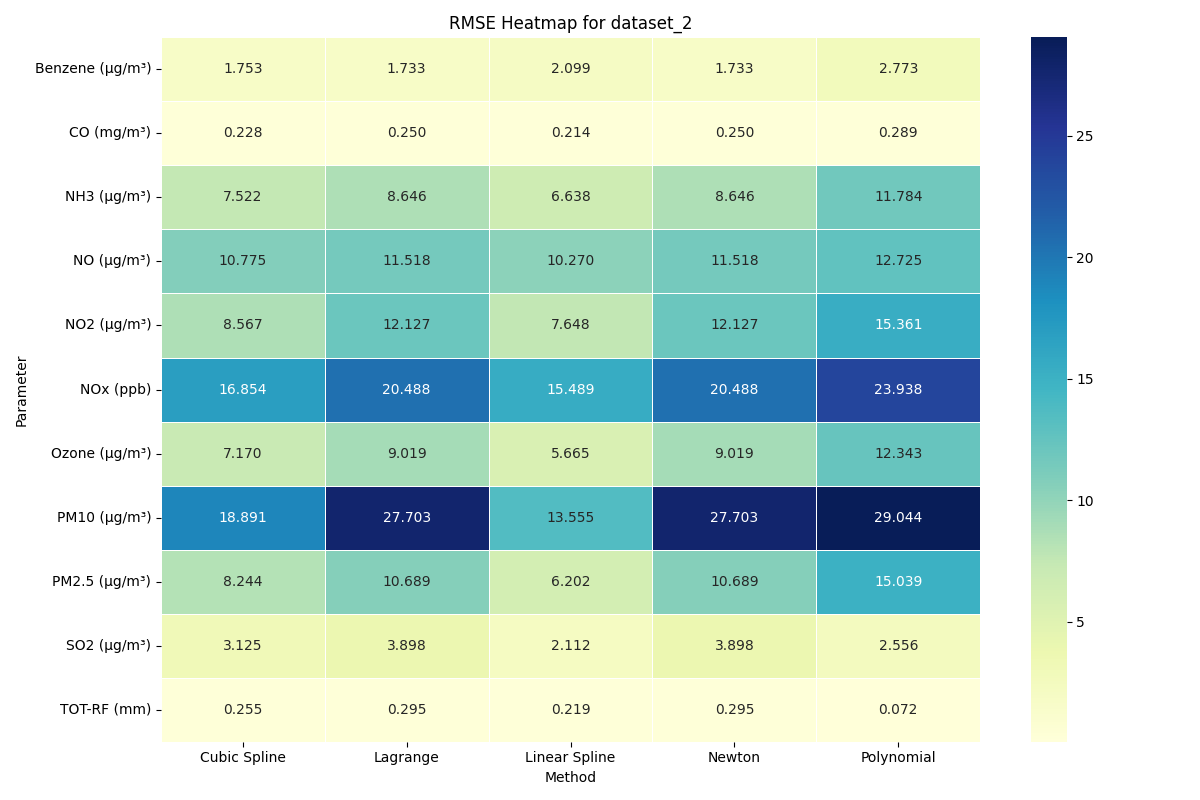 RMSE Heatmap for dataset_2
Parameter
Benzene (µg/m³) 1.753 1.733 2.099 1.733 2.773
CO (mg/m³) 0.228 0.250 0.214 0.250 0.289
NH3 (µg/m³) 7.522 8.646 6.638 8.646 11.784
NO (µg/m³) 10.775 11.518 10.270 11.518 12.725
NO2 (µg/m³) 8.567 12.127 7.648 12.127 15.361
NOx (ppb) 16.854 20.488 15.489 20.488 23.938
Ozone (µg/m³) 7.170 9.019 5.665 9.019 12.343
PM10 (µg/m³) 18.891 27.703 13.555 27.703 29.044
PM2.5 (µg/m³) 8.244 10.689 6.202 10.689 15.039
SO2 (µg/m³) 3.125 3.898 2.112 3.898 2.556
TOT-RF (mm) 0.255 0.295 0.219 0.295 0.072
Cubic Spline Lagrange Linear Spline Newton Polynomial
Method
25
20
15
10
5